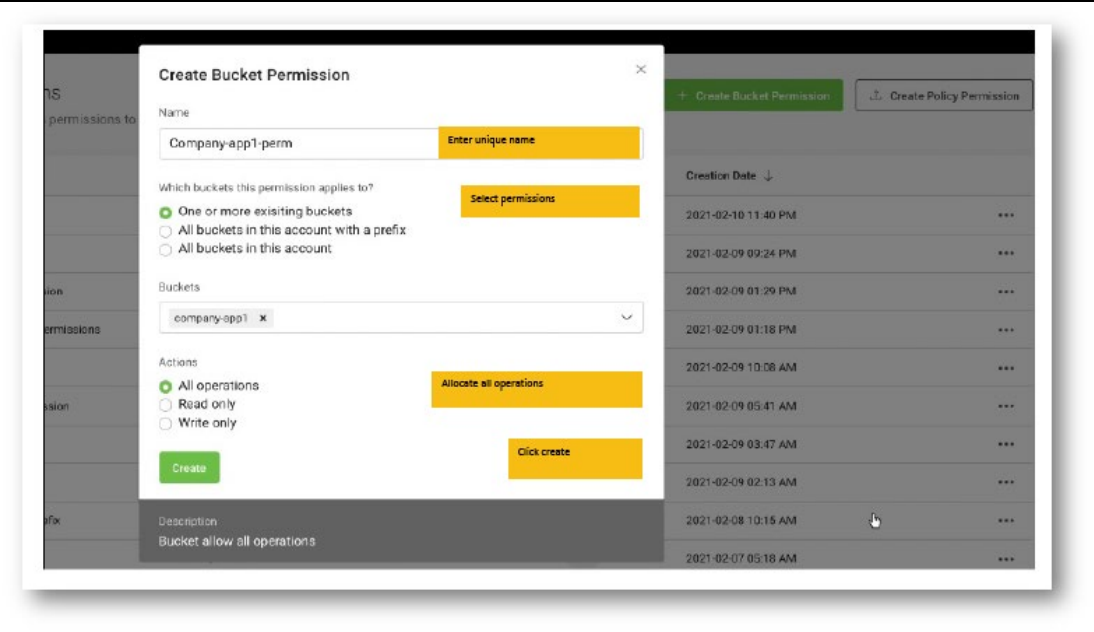 Create Bucket Permission ×
ns
permissions to
+ Create Bucket Permission
Create Policy Permission
Name
Company-app1-perm
Enter unique name
Which buckets this permission applies to?
Select permissions
One or more exisiting buckets
All buckets in this account with a prefix
All buckets in this account
Buckets
company-app1 ×
Actions
All operations
Read only
Write only
Allocate all operations
Click create
Create
Description
Bucket allow all operations
Creation Date ↓
2021-02-10 11:40 PM
2021-02-09 09:24 PM
sion 2021-02-09 01:29 PM
ermissions 2021-02-09 01:18 PM
2021-02-09 10:08 AM
ssion 2021-02-09 05:41 AM
2021-02-09 03:47 AM
2021-02-09 02:13 AM
efix 2021-02-08 10:15 AM
2021-02-07 05:18 AM